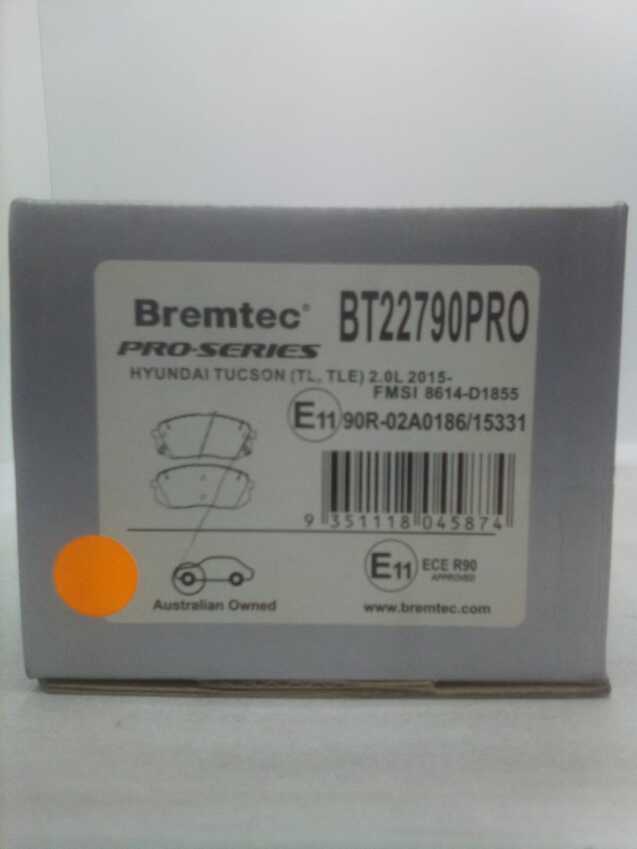 Bremtec®
BT22790PRO
PRO-SERIES
HYUNDAI TUCSON (TL, TLE) 2.0L 2015-
FMSI 8614-D1855
E11 90R-02A0186/15331
9 351118 045874
E11 ECE R90
APPROVED
Australian Owned
www.bremtec.com